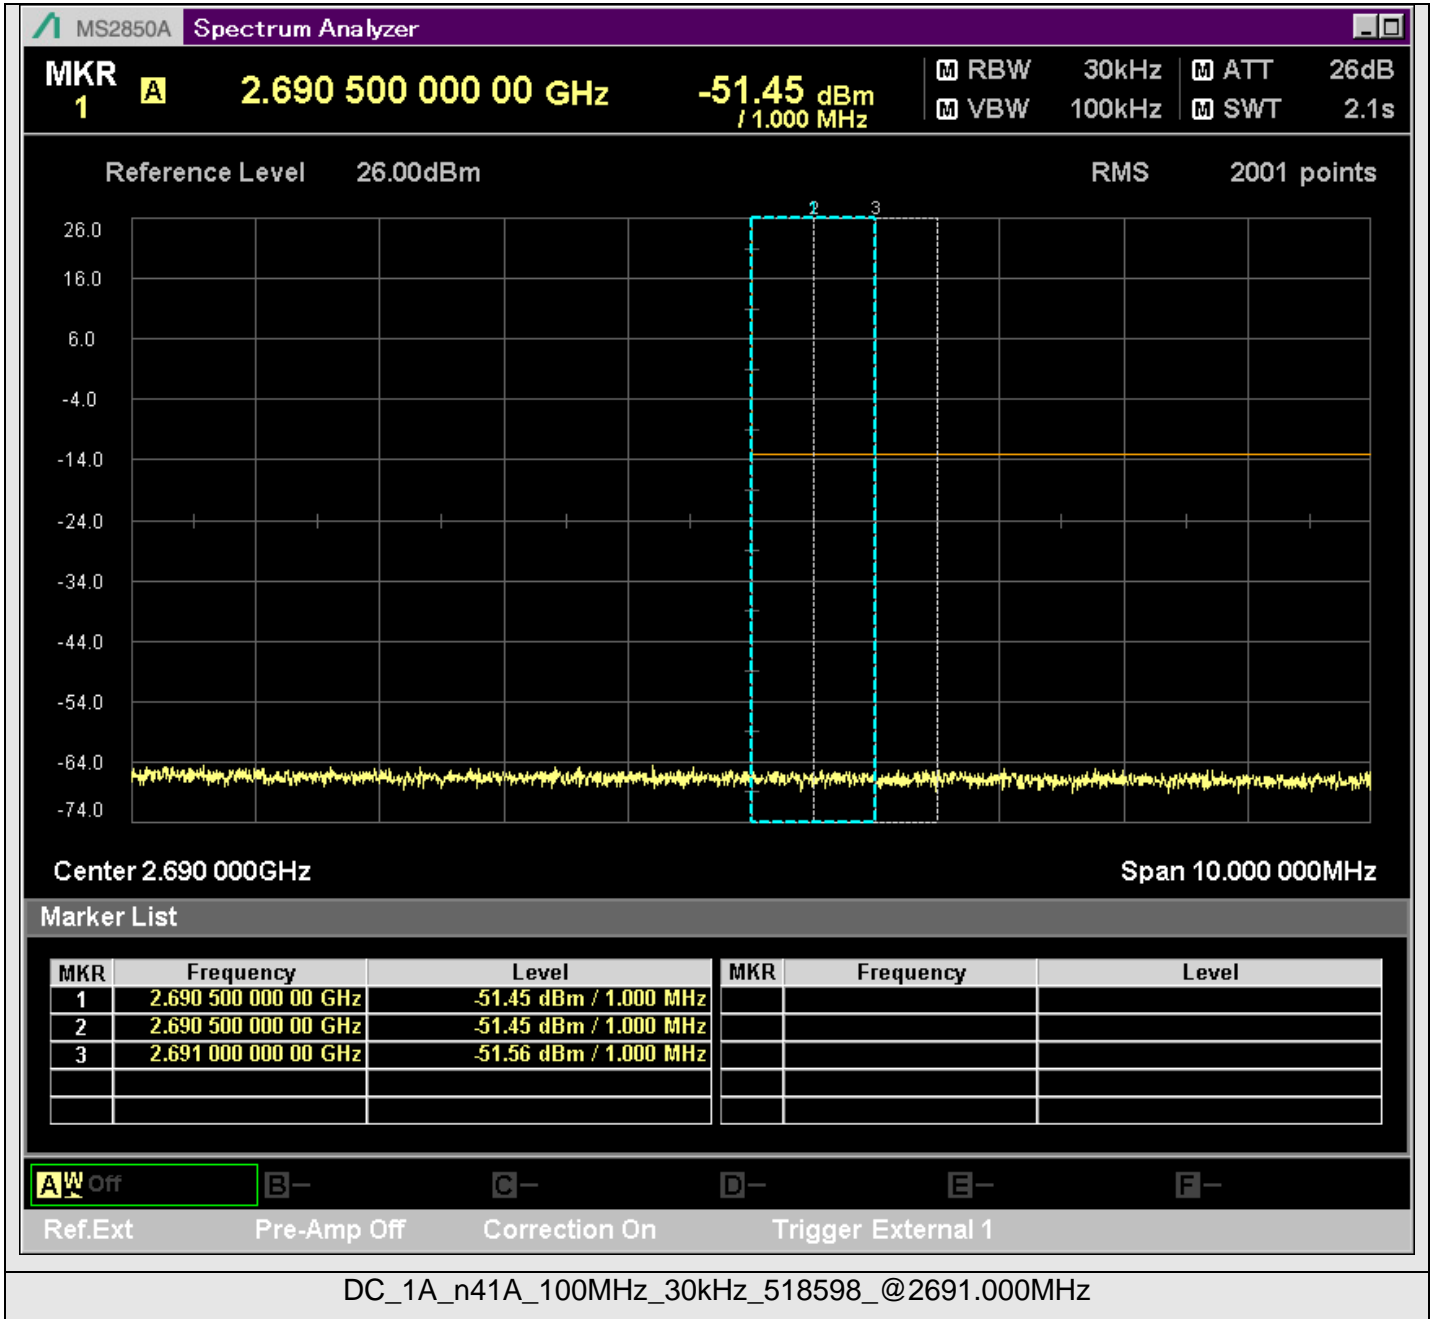 MS2850A Spectrum Analyzer
MKR 1 A 2.690 500 000 00 GHz -51.45 dBm / 1.000 MHz
M RBW 30kHz M ATT 26dB
M VBW 100kHz M SWT 2.1s
Reference Level 26.00dBm RMS 2001 points
2 3
26.0
16.0
6.0
-4.0
-14.0
-24.0
-34.0
-44.0
-54.0
-64.0
-74.0
Center 2.690 000GHz Span 10.000 000MHz
Marker List
MKR Frequency Level MKR Frequency Level
1 2.690 500 000 00 GHz -51.45 dBm / 1.000 MHz
2 2.690 500 000 00 GHz -51.45 dBm / 1.000 MHz
3 2.691 000 000 00 GHz -51.56 dBm / 1.000 MHz
A W Off B – C – D – E – F –
Ref.Ext Pre-Amp Off Correction On Trigger External 1
DC_1A_n41A_100MHz_30kHz_518598_@2691.000MHz